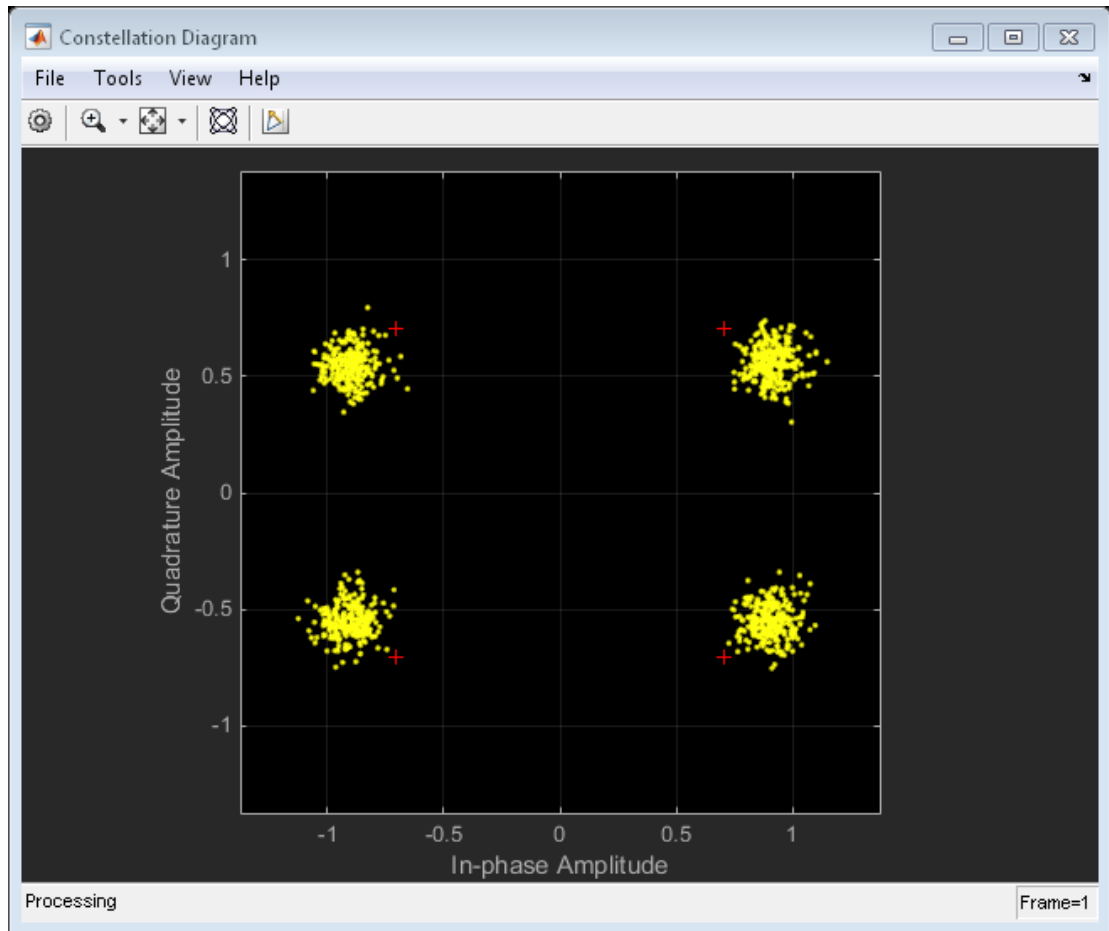 Constellation Diagram
File Tools View Help
1
0.5
0
-0.5
-1
Quadrature Amplitude
-1 -0.5 0 0.5 1
In-phase Amplitude
Processing Frame=1